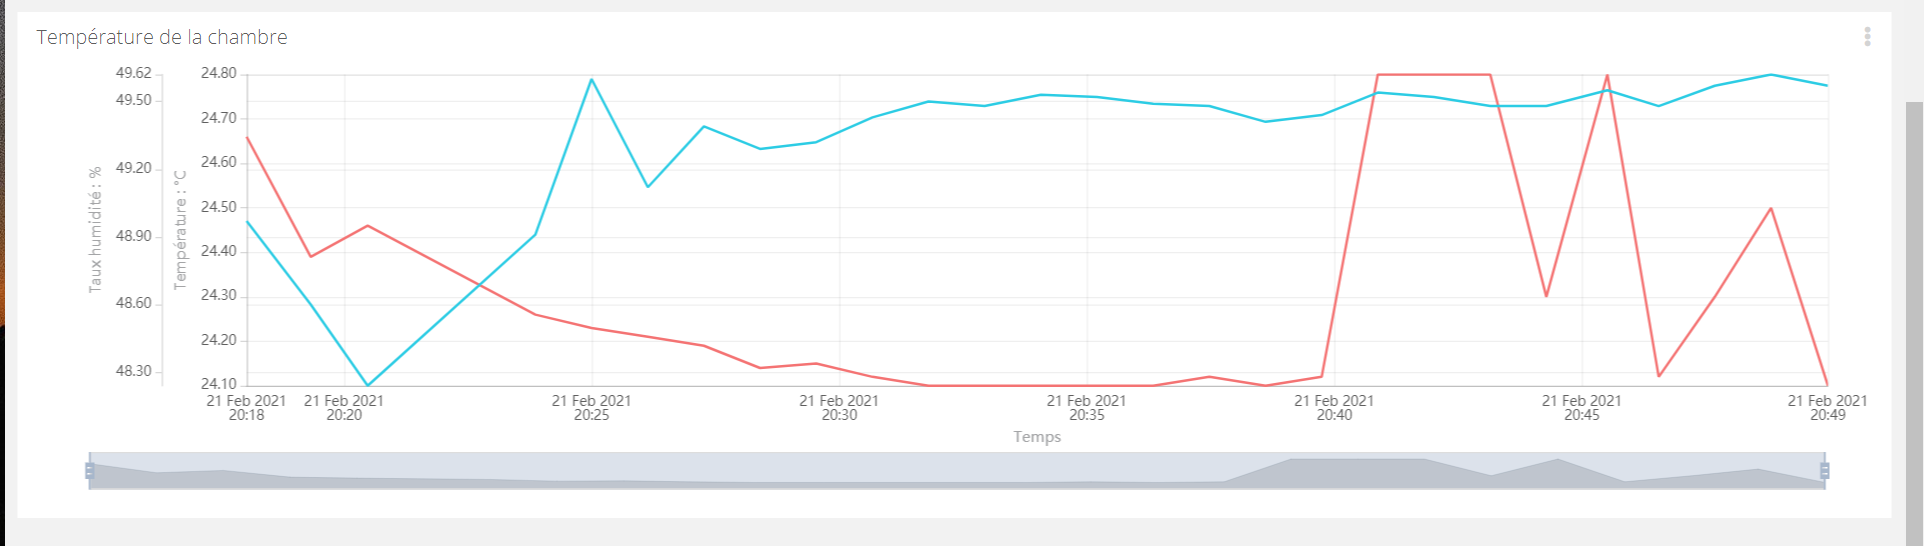 Température de la chambre
Taux humidité : %
49.62
49.50
49.20
48.90
48.60
48.30
Température : °C
24.80
24.70
24.60
24.50
24.40
24.30
24.20
24.10
21 Feb 2021 21 Feb 2021 21 Feb 2021 21 Feb 2021 21 Feb 2021 21 Feb 2021 21 Feb 2021 21 Feb 2021
20:18 20:20 20:25 20:30 20:35 20:40 20:45 20:49
Temps